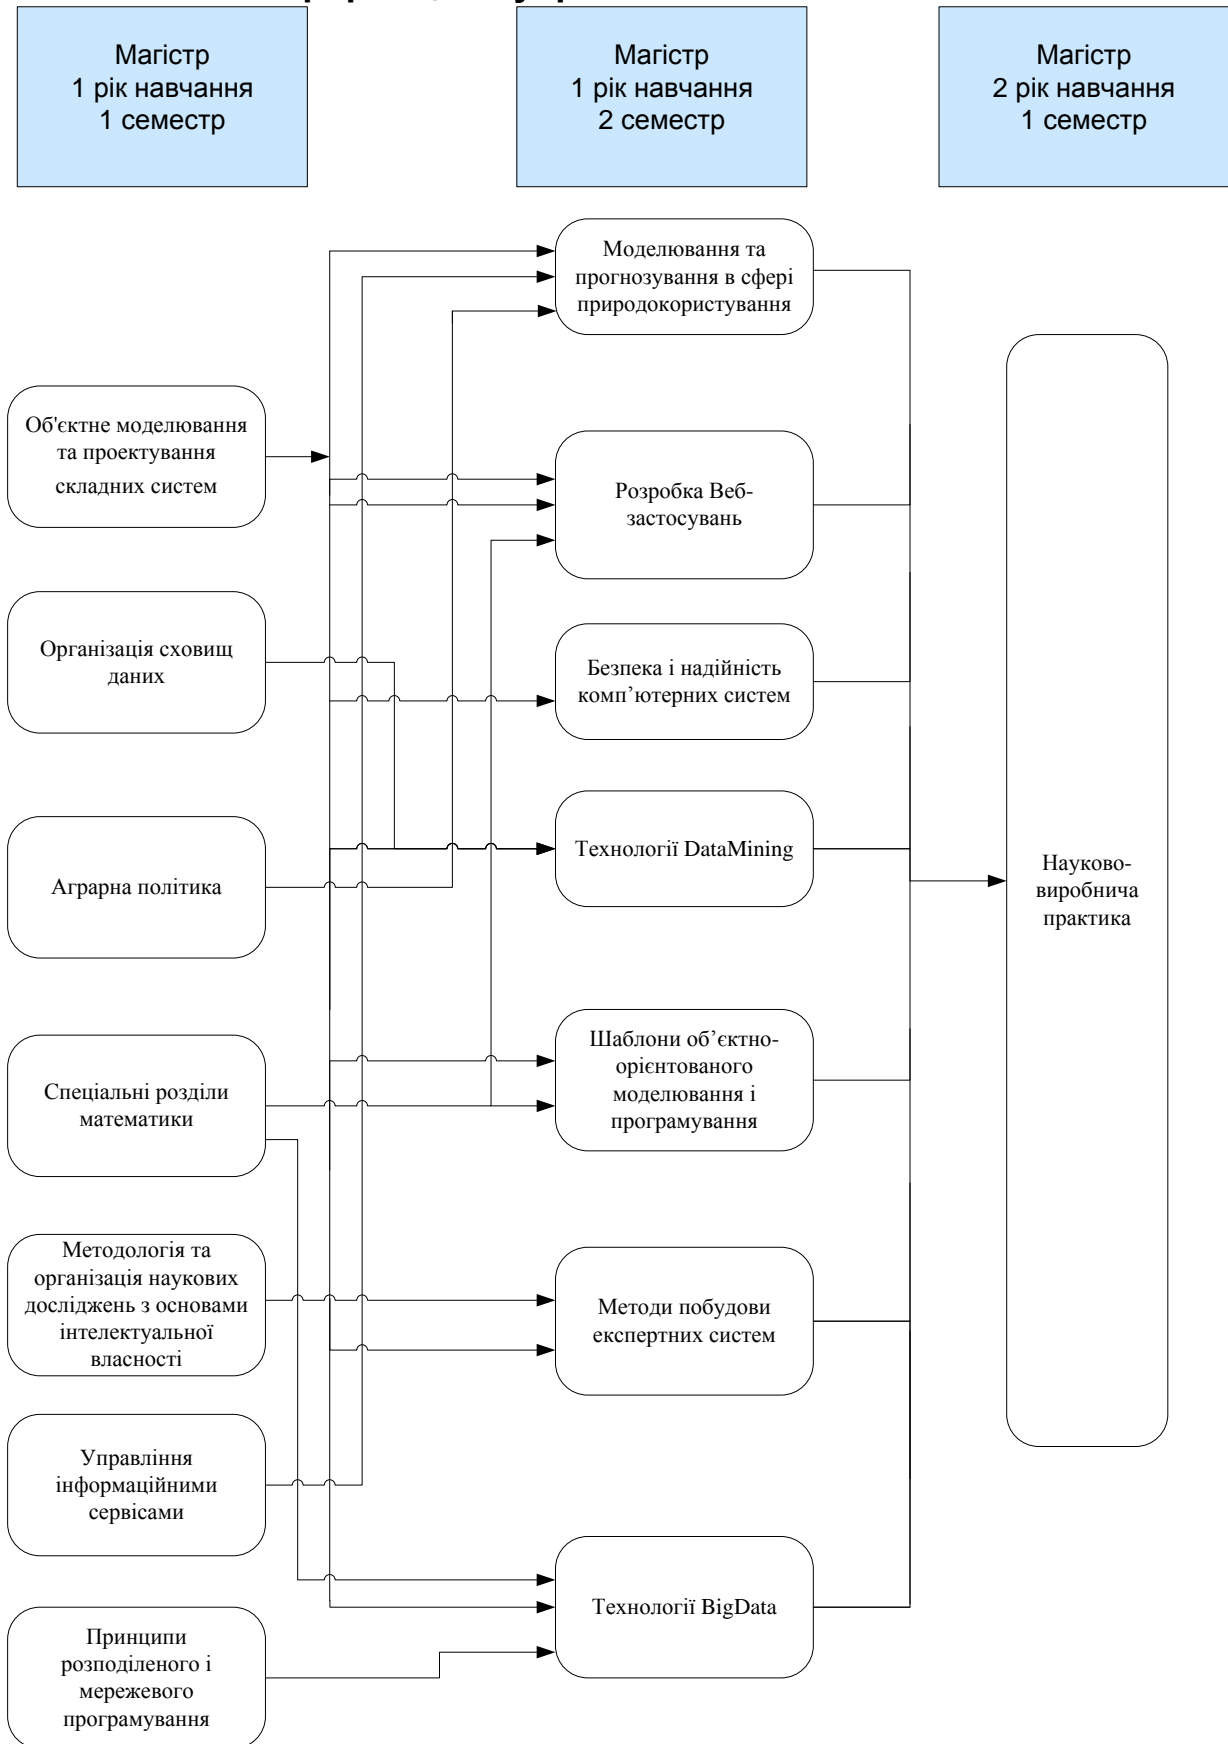 Магістр
1 рік навчання
1 семестр
Магістр
1 рік навчання
2 семестр
Магістр
2 рік навчання
1 семестр
Моделювання та
прогнозування в сфері
природокористування
Об'єктне моделювання
та проектування
складних систем
Розробка Веб-
застосувань
Організація сховищ
даних
Безпека і надійність
комп’ютерних систем
Аграрна політика
Технології DataMining
Науково-
виробнича
практика
Спеціальні розділи
математики
Шаблони об’єктно-
орієнтованого
моделювання і
програмування
Методологія та
організація наукових
досліджень з основами
інтелектуальної
власності
Методи побудови
експертних систем
Управління
інформаційними
сервісами
Технології BigData
Принципи
розподіленого і
мережевого
програмування